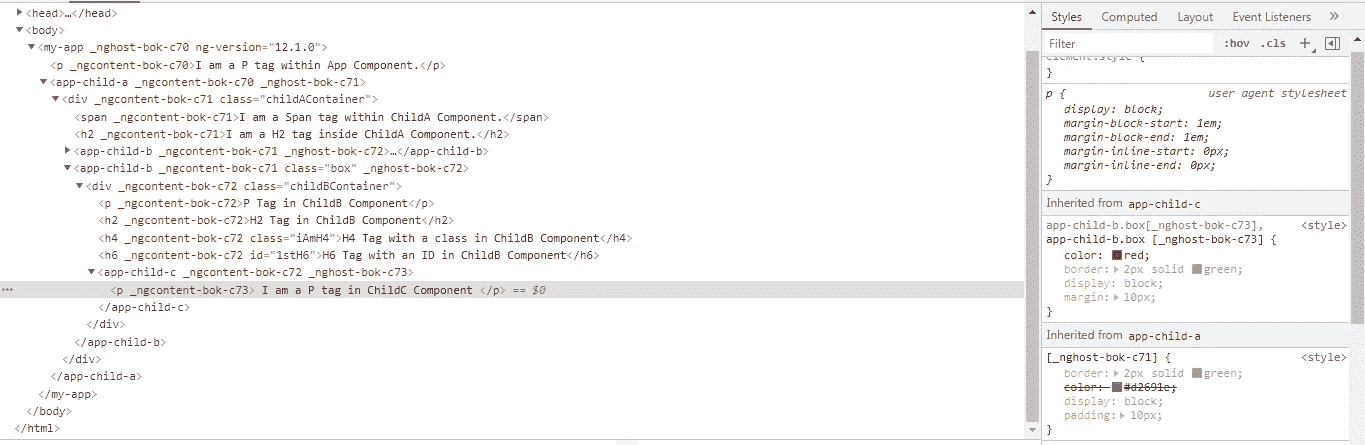 <head>…</head>
<body>
<my-app _nghost-bok-c70 ng-version="12.1.0">
<p _ngcontent-bok-c70>I am a P tag within App Component.</p>
<app-child-a _ngcontent-bok-c70 _nghost-bok-c71>
<div _ngcontent-bok-c71 class="childAContainer">
<span _ngcontent-bok-c71>I am a Span tag within ChildA Component.</span>
<h2 _ngcontent-bok-c71>I am a H2 tag inside ChildA Component.</h2>
<app-child-b _ngcontent-bok-c71 _nghost-bok-c72>…</app-child-b>
<app-child-b _ngcontent-bok-c71 class="box" _nghost-bok-c72>
<div _ngcontent-bok-c72 class="childBContainer">
<p _ngcontent-bok-c72>P Tag in ChildB Component</p>
<h2 _ngcontent-bok-c72>H2 Tag in ChildB Component</h2>
<h4 _ngcontent-bok-c72 class="iAmH4">H4 Tag with a class in ChildB Component</h4>
<h6 _ngcontent-bok-c72 id="1stH6">H6 Tag with an ID in ChildB Component</h6>
<app-child-c _ngcontent-bok-c72 _nghost-bok-c73>
… <p _ngcontent-bok-c73> I am a P tag in ChildC Component </p> == $0
</app-child-c>
</div>
</app-child-b>
</div>
</app-child-a>
</my-app>
</body>
</html>
Styles Computed Layout Event Listeners »
Filter :hov .cls +
element.style {
}
p { user agent stylesheet
display: block;
margin-block-start: 1em;
margin-block-end: 1em;
margin-inline-start: 0px;
margin-inline-end: 0px;
}
Inherited from app-child-c
app-child-b.box[_nghost-bok-c73], <style>
app-child-b.box [_nghost-bok-c73] {
color: red;
border: 2px solid green;
display: block;
margin: 10px;
}
Inherited from app-child-a
[_nghost-bok-c71] { <style>
border: 2px solid green;
color: #d2691e;
display: block;
padding: 10px;
}